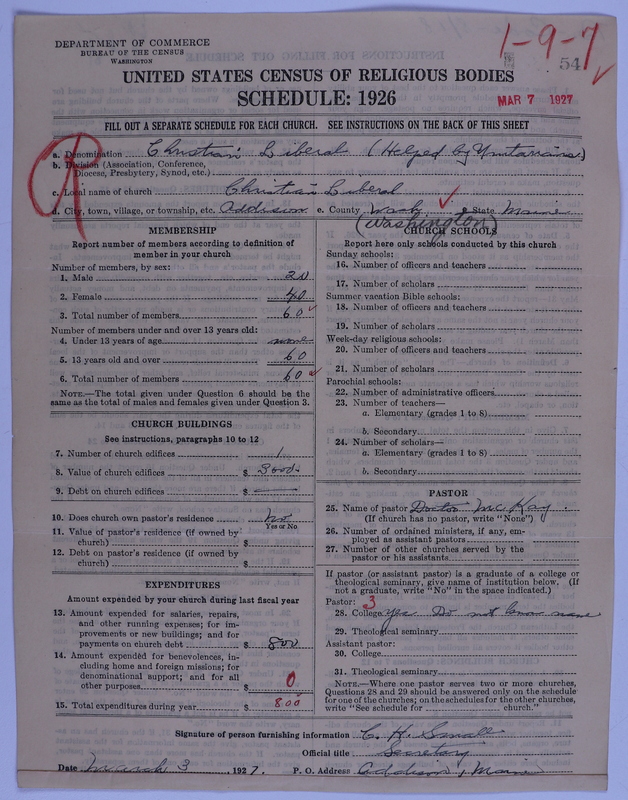 1-9-7
DEPARTMENT OF COMMERCE
BUREAU OF THE CENSUS
WASHINGTON
54
UNITED STATES CENSUS OF RELIGIOUS BODIES
SCHEDULE: 1926
MAR 7 1927
FILL OUT A SEPARATE SCHEDULE FOR EACH CHURCH. SEE INSTRUCTIONS ON THE BACK OF THIS SHEET
a. Denomination Christian Liberal (Helped by Unitarians)
b. Division (Association, Conference, Diocese, Presbytery, Synod, etc.)
c. Local name of church Christian Liberal
d. City, town, village, or township, etc. Addison e. County Wash. State Maine
(Washington)
MEMBERSHIP
Report number of members according to definition of
member in your church
Number of members, by sex:
1. Male 20
2. Female 40
3. Total number of members 60
Number of members under and over 13 years old:
4. Under 13 years of age none
5. 13 years old and over 60
6. Total number of members 60
NOTE.—The total given under Question 6 should be the
same as the total of males and females given under Question 3.
CHURCH BUILDINGS
See instructions, paragraphs 10 to 12
7. Number of church edifices 1
8. Value of church edifices $ 3000
9. Debt on church edifices $
10. Does church own pastor's residence No
Yes or No
11. Value of pastor's residence (if owned by
church) $
12. Debt on pastor's residence (if owned by
church) $
EXPENDITURES
Amount expended by your church during last fiscal year
13. Amount expended for salaries, repairs,
and other running expenses; for im-
provements or new buildings; and for
payments on church debt $ 800
14. Amount expended for benevolences, in-
cluding home and foreign missions; for
denominational support; and for all
other purposes $ 0
15. Total expenditures during year $ 800
CHURCH SCHOOLS
Report here only schools conducted by this church
Sunday schools:
16. Number of officers and teachers
17. Number of scholars
Summer vacation Bible schools:
18. Number of officers and teachers
19. Number of scholars
Week-day religious schools:
20. Number of officers and teachers
21. Number of scholars
Parochial schools:
22. Number of administrative officers
23. Number of teachers—
a. Elementary (grades 1 to 8)
b. Secondary
24. Number of scholars—
a. Elementary (grades 1 to 8)
b. Secondary
PASTOR
25. Name of pastor Doctor McKay
(If church has no pastor, write "None")
26. Number of ordained ministers, if any, em-
ployed as assistant pastors
27. Number of other churches served by the
pastor or his assistants
If pastor (or assistant pastor) is a graduate of a college or
theological seminary, give name of institution below, (If
not a graduate, write "No" in the space indicated.)
Pastor: 3
28. College Yes Do not know name
29. Theological seminary
Assistant pastor:
30. College
31. Theological seminary
NOTE.—Where one pastor serves two or more churches,
Questions 28 and 29 should be answered only on the schedule
for one of the churches; on the schedules for the other churches,
write "See schedule for church."
Signature of person furnishing information C. H. Small
Official title Secretary
Date March 3, 1927. P. O. Address Addison, Maine